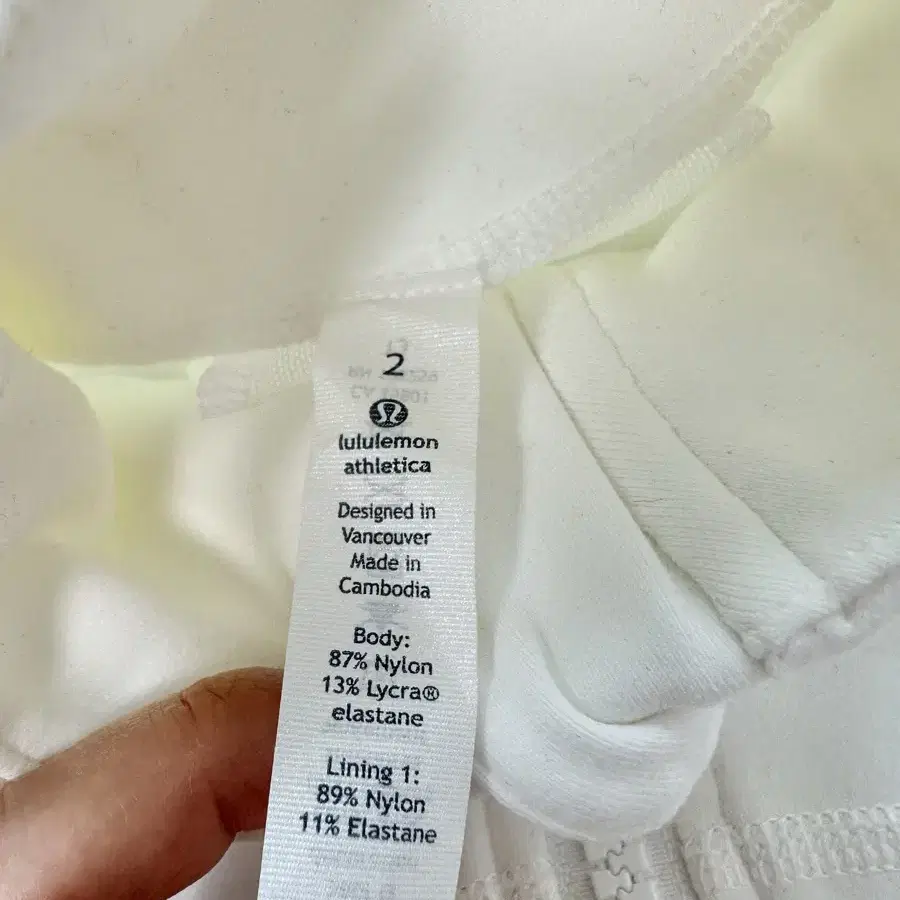 2
lululemon
athletica
Designed in
Vancouver
Made in
Cambodia
Body:
87% Nylon
13% Lycra®
elastane
Lining 1:
89% Nylon
11% Elastane